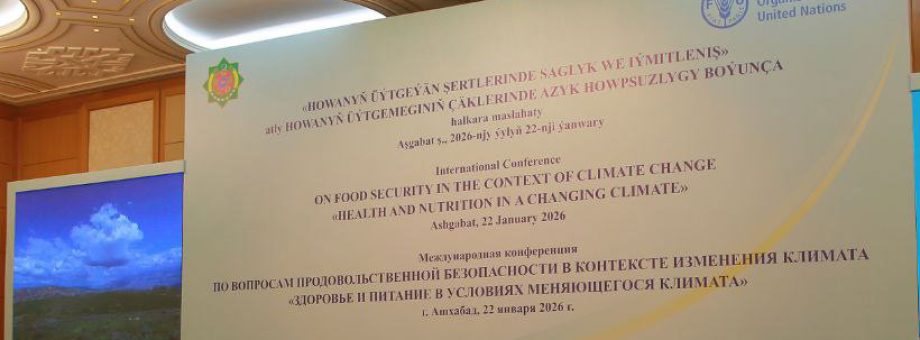 Organi
United Nations
F O
FIAT PANIS
«HOWANYŇ ÜÝTGEÝÄN ŞERTLERINDE SAGLYK WE IÝMITLENIŞ»
atly HOWANYŇ ÜÝTGEMEGINIŇ ÇÄKLERINDE AZYK HOWPSUZLYGY BOÝUNÇA
halkara maslahaty
Aşgabat ş., 2026-njy ýylyň 22-nji ýanwary
International Conference
ON FOOD SECURITY IN THE CONTEXT OF CLIMATE CHANGE
«HEALTH AND NUTRITION IN A CHANGING CLIMATE»
Ashgabat, 22 January 2026
Международная конференция
ПО ВОПРОСАМ ПРОДОВОЛЬСТВЕННОЙ БЕЗОПАСНОСТИ В КОНТЕКСТЕ ИЗМЕНЕНИЯ КЛИМАТА
«ЗДОРОВЬЕ И ПИТАНИЕ В УСЛОВИЯХ МЕНЯЮЩЕГОСЯ КЛИМАТА»
г. Ашхабад, 22 января 2026 г.